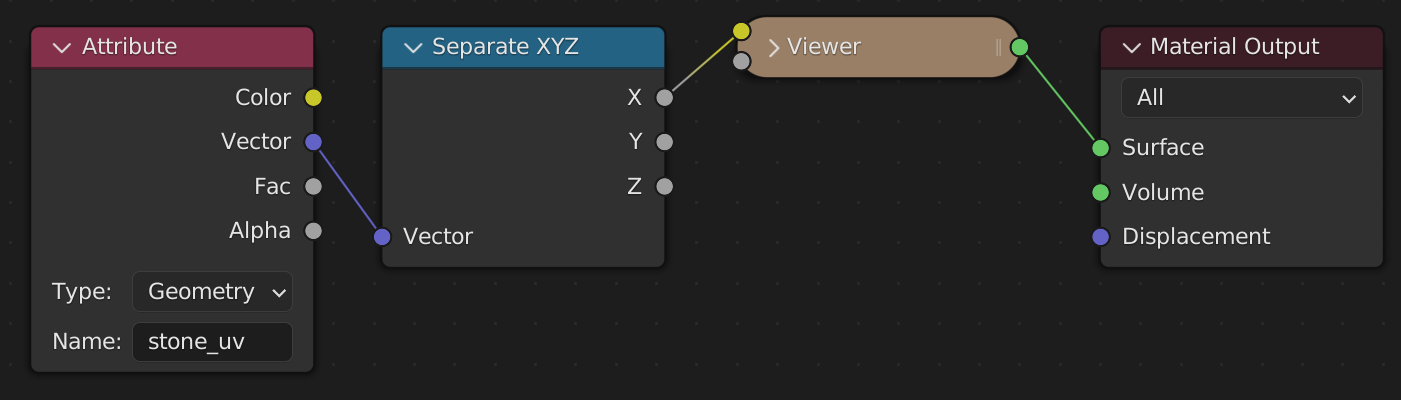 Attribute
Color
Vector
Fac
Alpha
Type: Geometry
Name: stone_uv
Separate XYZ
X
Y
Z
Vector
Viewer
Material Output
All
Surface
Volume
Displacement